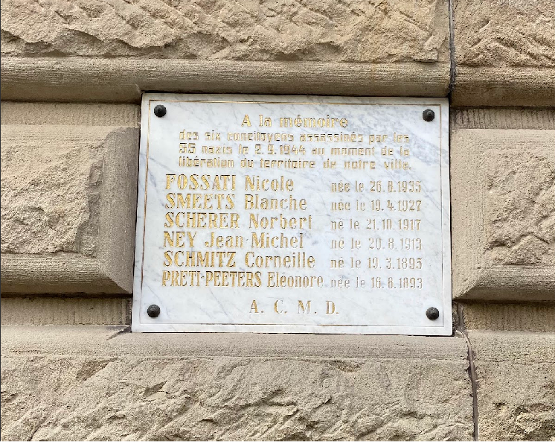 A la mémoire
des six concitoyens assassinés par les
SS nazis le 2.9.1944 au moment de la
libération du territoire de notre ville.
FOSSATI Nicole née le 28.8.1935
SMEETS Blanche née le 19.4.1927
SCHERER Norbert né le 21.10.1917
NEY Jean-Michel né le 20.8.1913
SCHMITZ Corneille né le 19.3.1893
PRETI-PEETERS Eléonore née le 16.8.1893
A. C. M. D.